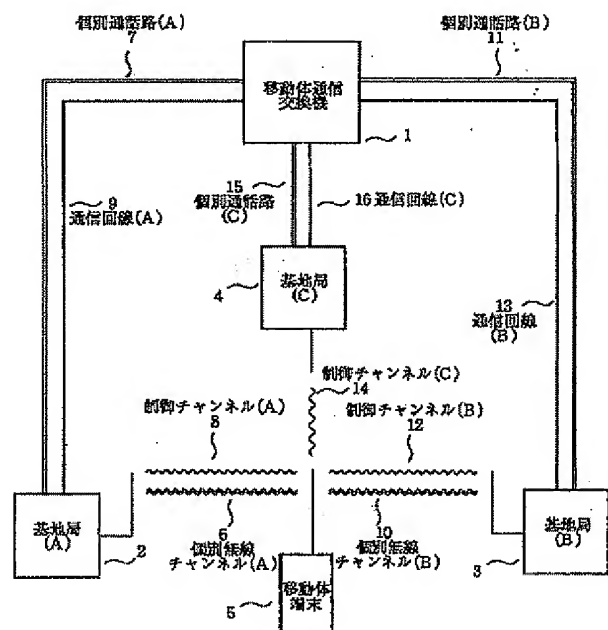 個別通話路(A)
7
個別通話路(B)
11
移動体通信
交換機
1
9
通信回線(A)
15
個別通話路
(C)
16通信回線(C)
4
基地局
(C)
13
通信回線
(B)
制御チャンネル(C)
14
制御チャンネル(A)
8
制御チャンネル(B)
12
基地局
(A)
2
6
個別無線
チャンネル(A)
10
個別無線
チャンネル(B)
基地局
(B)
3
移動体
端末
5